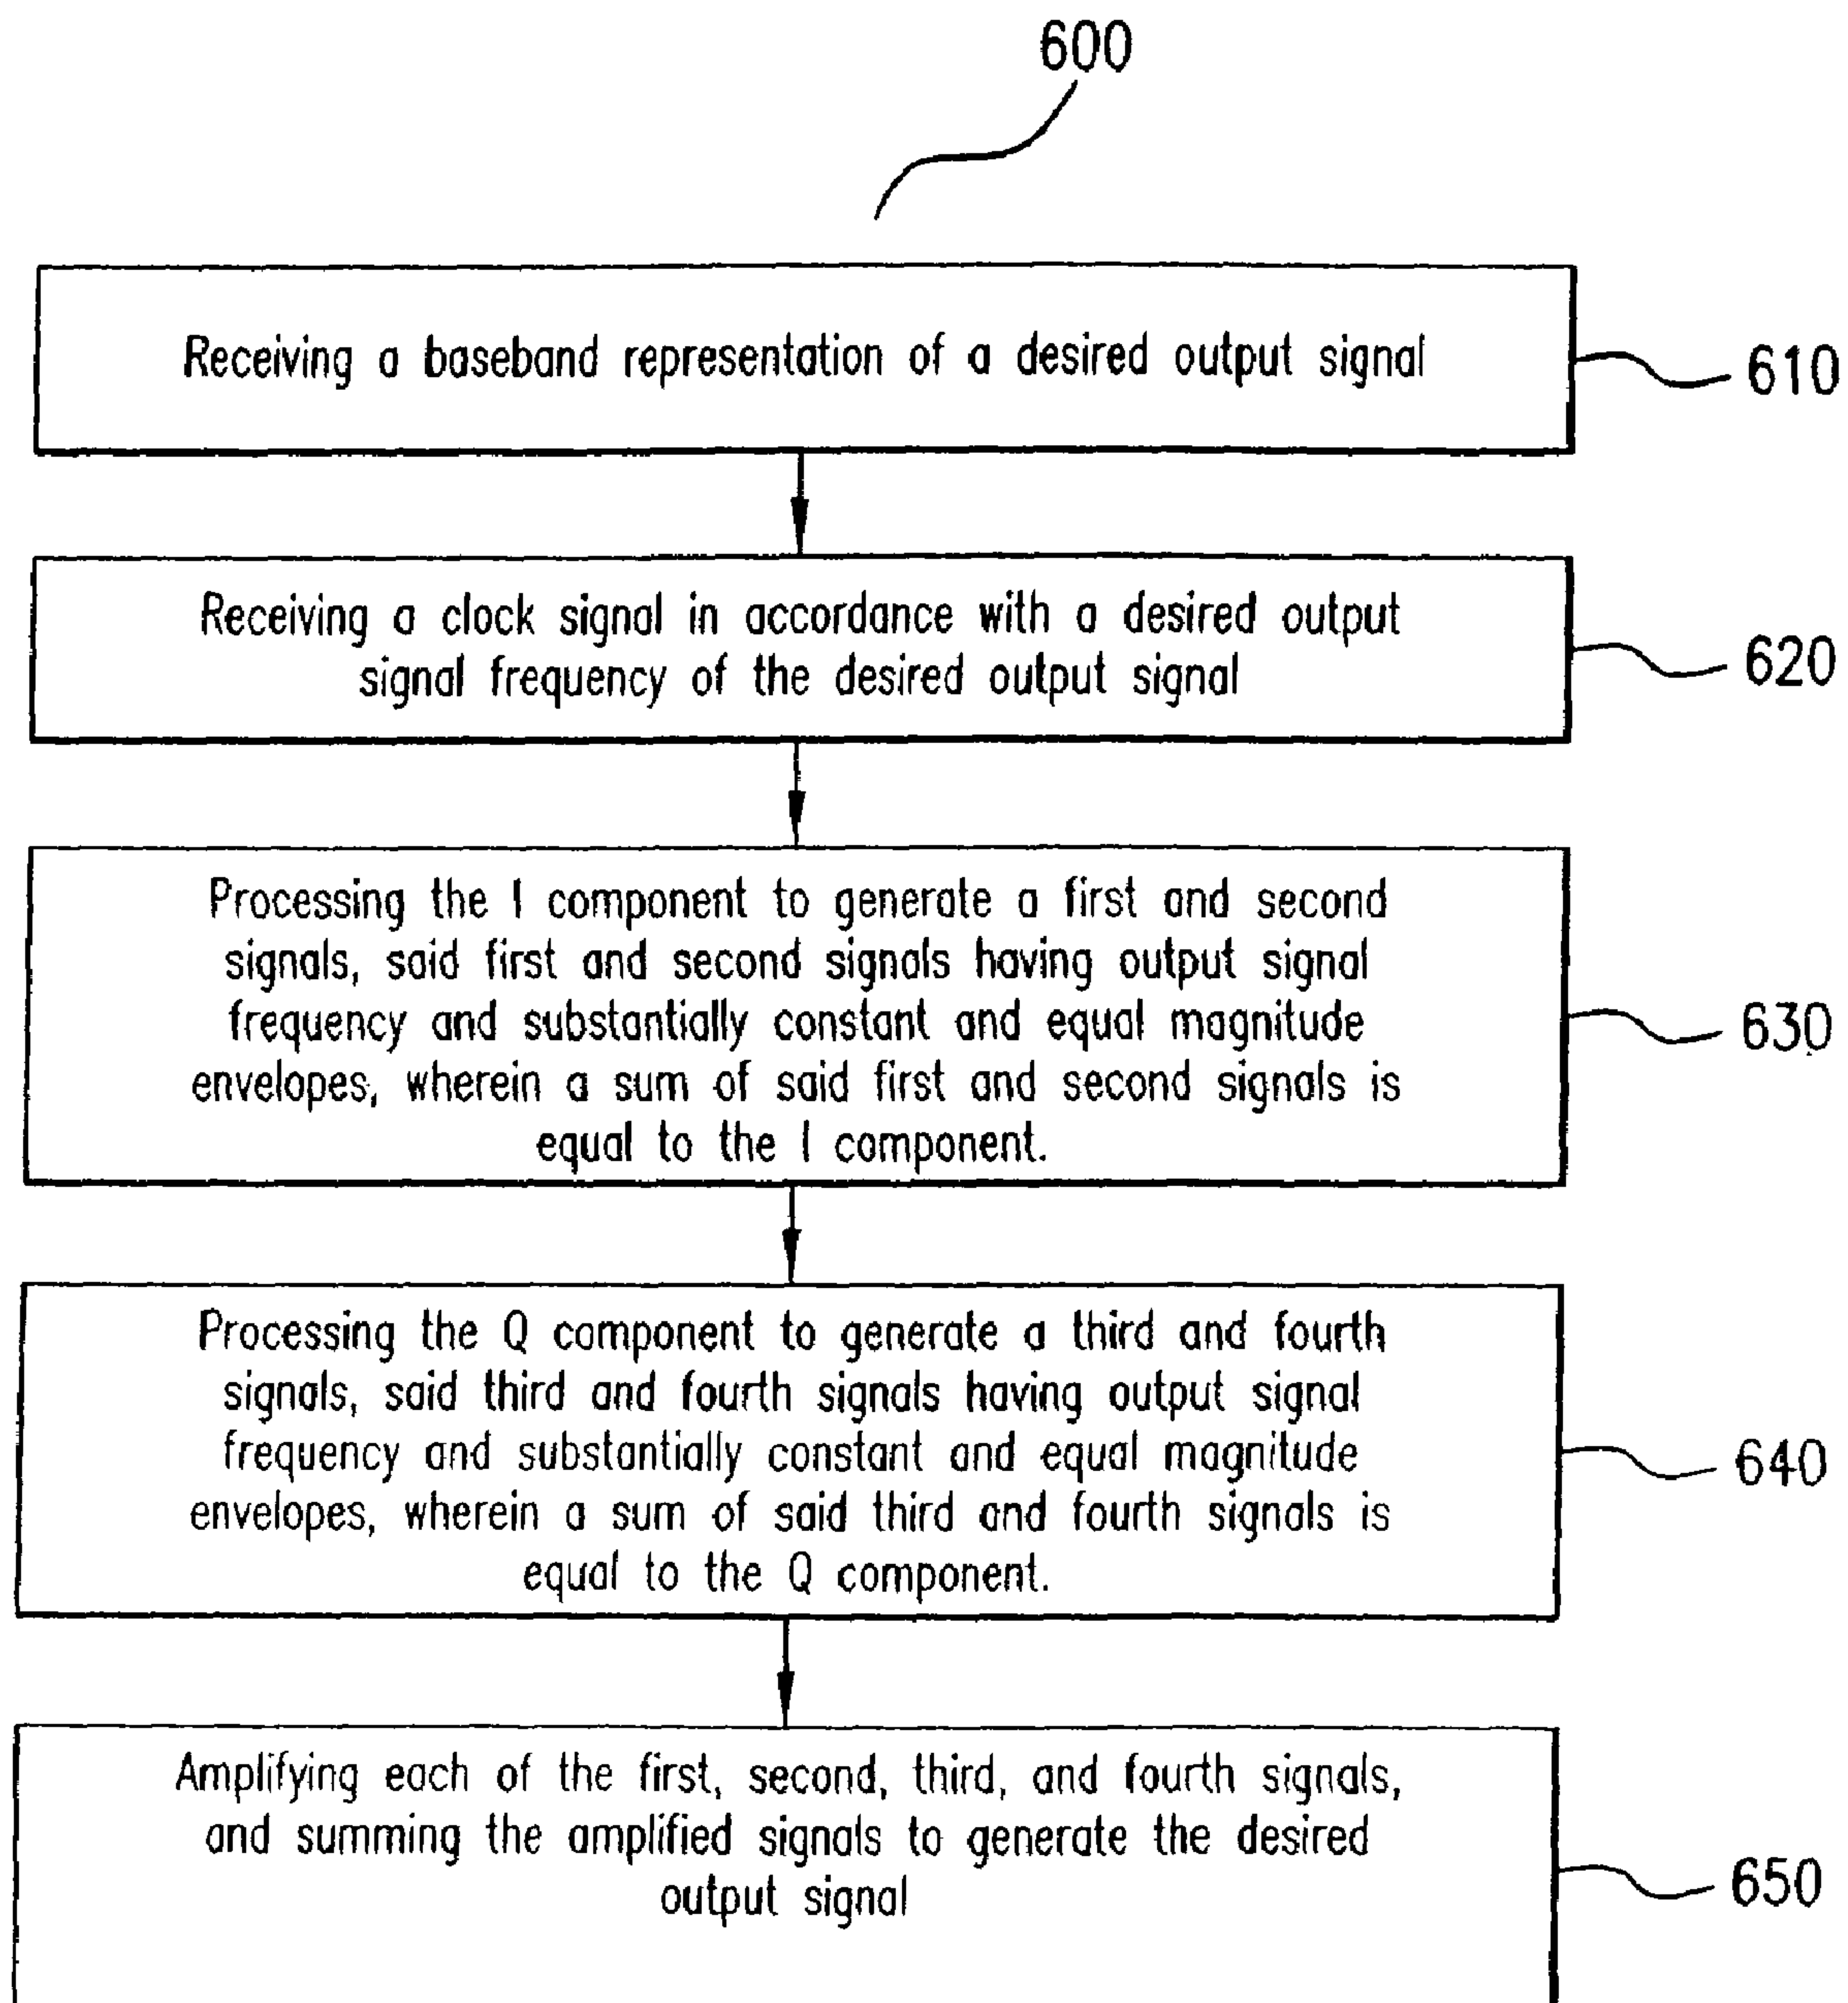 600
Receiving a baseband representation of a desired output signal
610
Receiving a clock signal in accordance with a desired output
signal frequency of the desired output signal
620
Processing the I component to generate a first and second
signals, said first and second signals having output signal
frequency and substantially constant and equal magnitude
envelopes, wherein a sum of said first and second signals is
equal to the I component.
630
Processing the Q component to generate a third and fourth
signals, said third and fourth signals having output signal
frequency and substantially constant and equal magnitude
envelopes, wherein a sum of said third and fourth signals is
equal to the Q component.
640
Amplifying each of the first, second, third, and fourth signals,
and summing the amplified signals to generate the desired
output signal
650